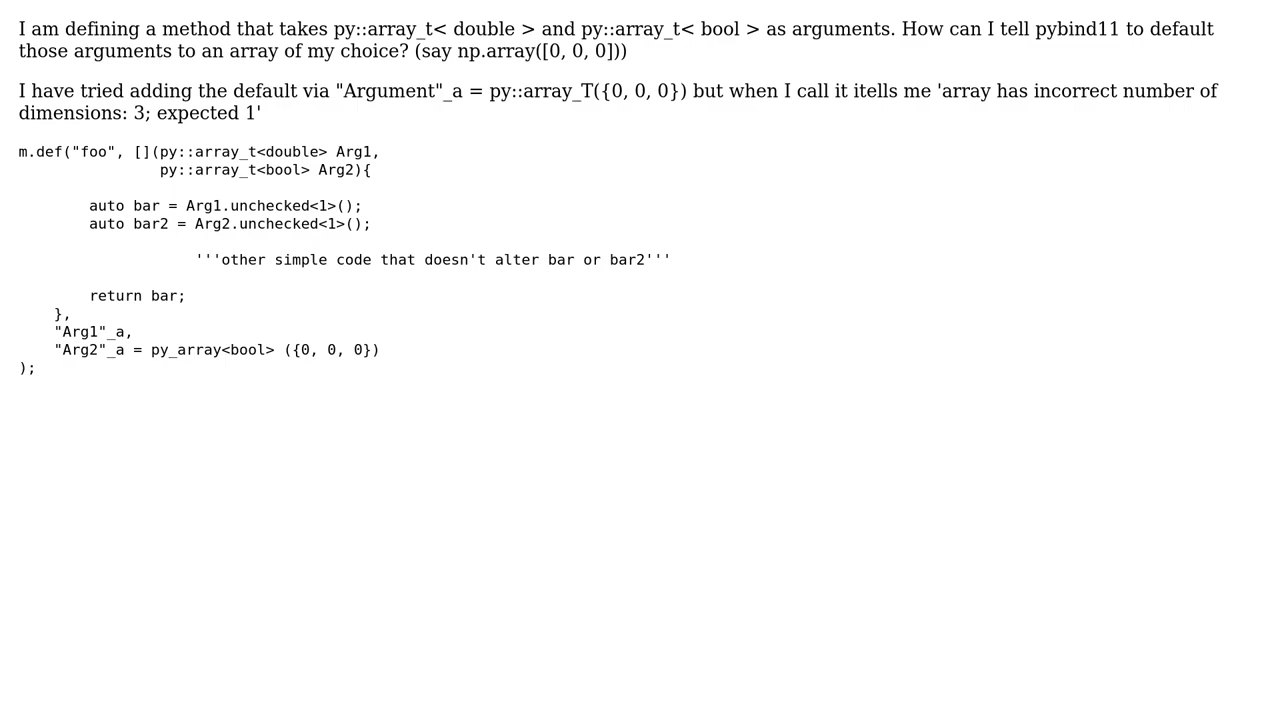 I am defining a method that takes py::array_t< double > and py::array_t< bool > as arguments. How can I tell pybind11 to default
those arguments to an array of my choice? (say np.array([0, 0, 0]))
I have tried adding the default via "Argument"_a = py::array_T({0, 0, 0}) but when I call it itells me 'array has incorrect number of
dimensions: 3; expected 1'
m.def("foo", [](py::array_t<double> Arg1,
                py::array_t<bool> Arg2){
        auto bar = Arg1.unchecked<1>();
        auto bar2 = Arg2.unchecked<1>();
                    '''other simple code that doesn't alter bar or bar2'''
        return bar;
    },
    "Arg1"_a,
    "Arg2"_a = py_array<bool> ({0, 0, 0})
);